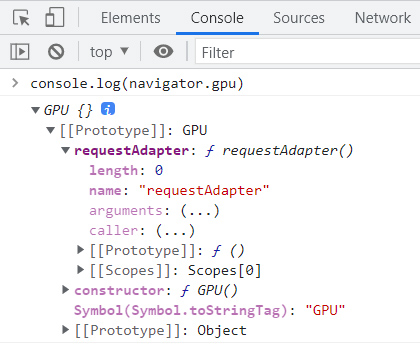 Elements Console Sources Network
top Filter
console.log(navigator.gpu)
GPU {} i
[[Prototype]]: GPU
requestAdapter: ƒ requestAdapter()
length: 0
name: "requestAdapter"
arguments: (...)
caller: (...)
[[Prototype]]: ƒ ()
[[Scopes]]: Scopes[0]
constructor: ƒ GPU()
Symbol(Symbol.toStringTag): "GPU"
[[Prototype]]: Object